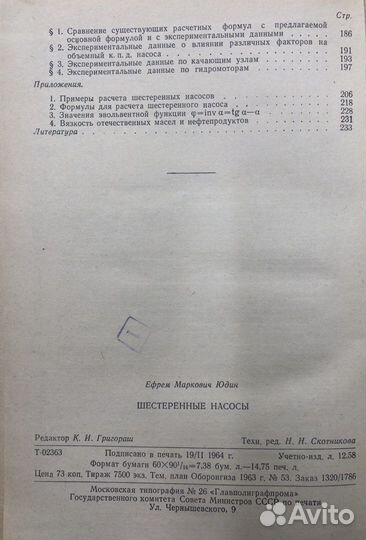 Стр.
§ 1. Сравнение существующих расчетных формул с предлагаемой
основной формулой и с экспериментальными данными . . . . . 186
§ 2. Экспериментальные данные о влиянии различных факторов на
объемный к. п. д. насоса . . . . . 191
§ 3. Экспериментальные данные по качающим узлам . . . . . 193
§ 4. Экспериментальные данные по гидромоторам . . . . . 197
Приложения.
1. Примеры расчета шестеренных насосов . . . . . 206
2. Формулы для расчета шестеренного насоса . . . . . 218
3. Значения эвольвентной функции φ=inv α=tg α—α . . . . . 228
4. Вязкость отечественных масел и нефтепродуктов . . . . . 231
Литература . . . . . 233
Ефрем Маркович Юдин
ШЕСТЕРЕННЫЕ НАСОСЫ
Редактор К. И. Григораш Техн. ред. Н. Н. Скотникова
Т-02363 Подписано в печать 19/II 1964 г. Учетно-изд. л. 12.58
Формат бумаги 60×90¹/₁₆=7,38 бум. л.—14,75 печ. л.
Цена 73 коп. Тираж 7500 экз. Тем. план Оборонгиза 1963 г. № 53. Заказ 1320/1786
Московская типография № 26 «Главполиграфпрома»
Государственного комитета Совета Министров СССР по печати
Ул. Чернышевского, 9
Avito